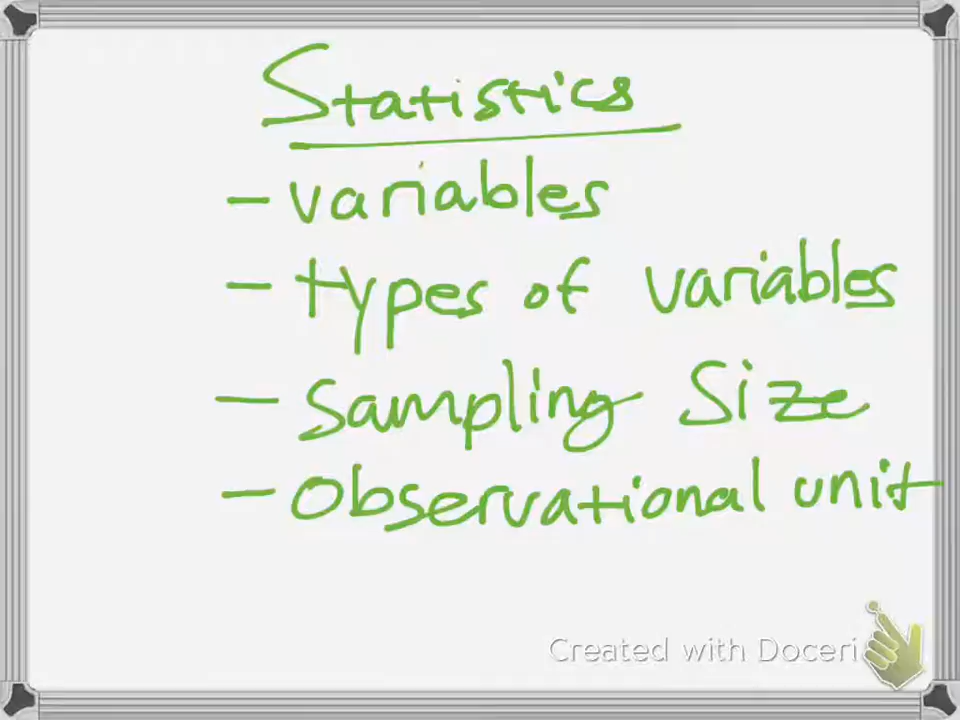 Statistics
- variables
- types of variables
- Sampling Size
- Observational unit
Created with Doceri